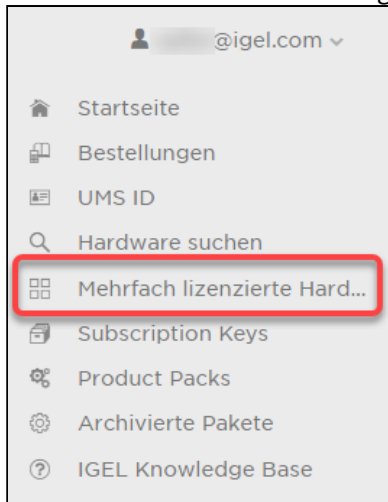 @igel.com
Startseite
Bestellungen
UMS ID
Hardware suchen
Mehrfach lizenzierte Hard...
Subscription Keys
Product Packs
Archivierte Pakete
IGEL Knowledge Base